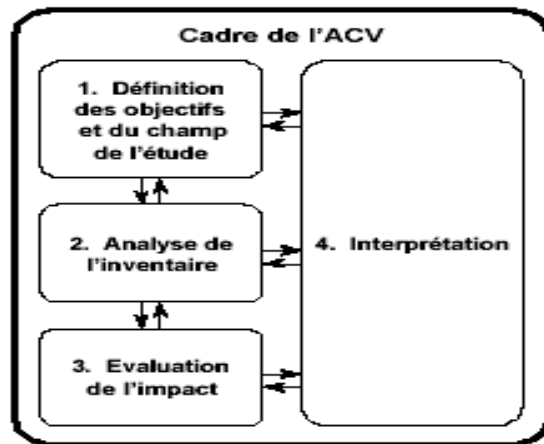 Cadre de l'ACV
1. Définition
des objectifs
et du champ
de l'étude
2. Analyse de
l'inventaire
3. Evaluation
de l'impact
4. Interprétation